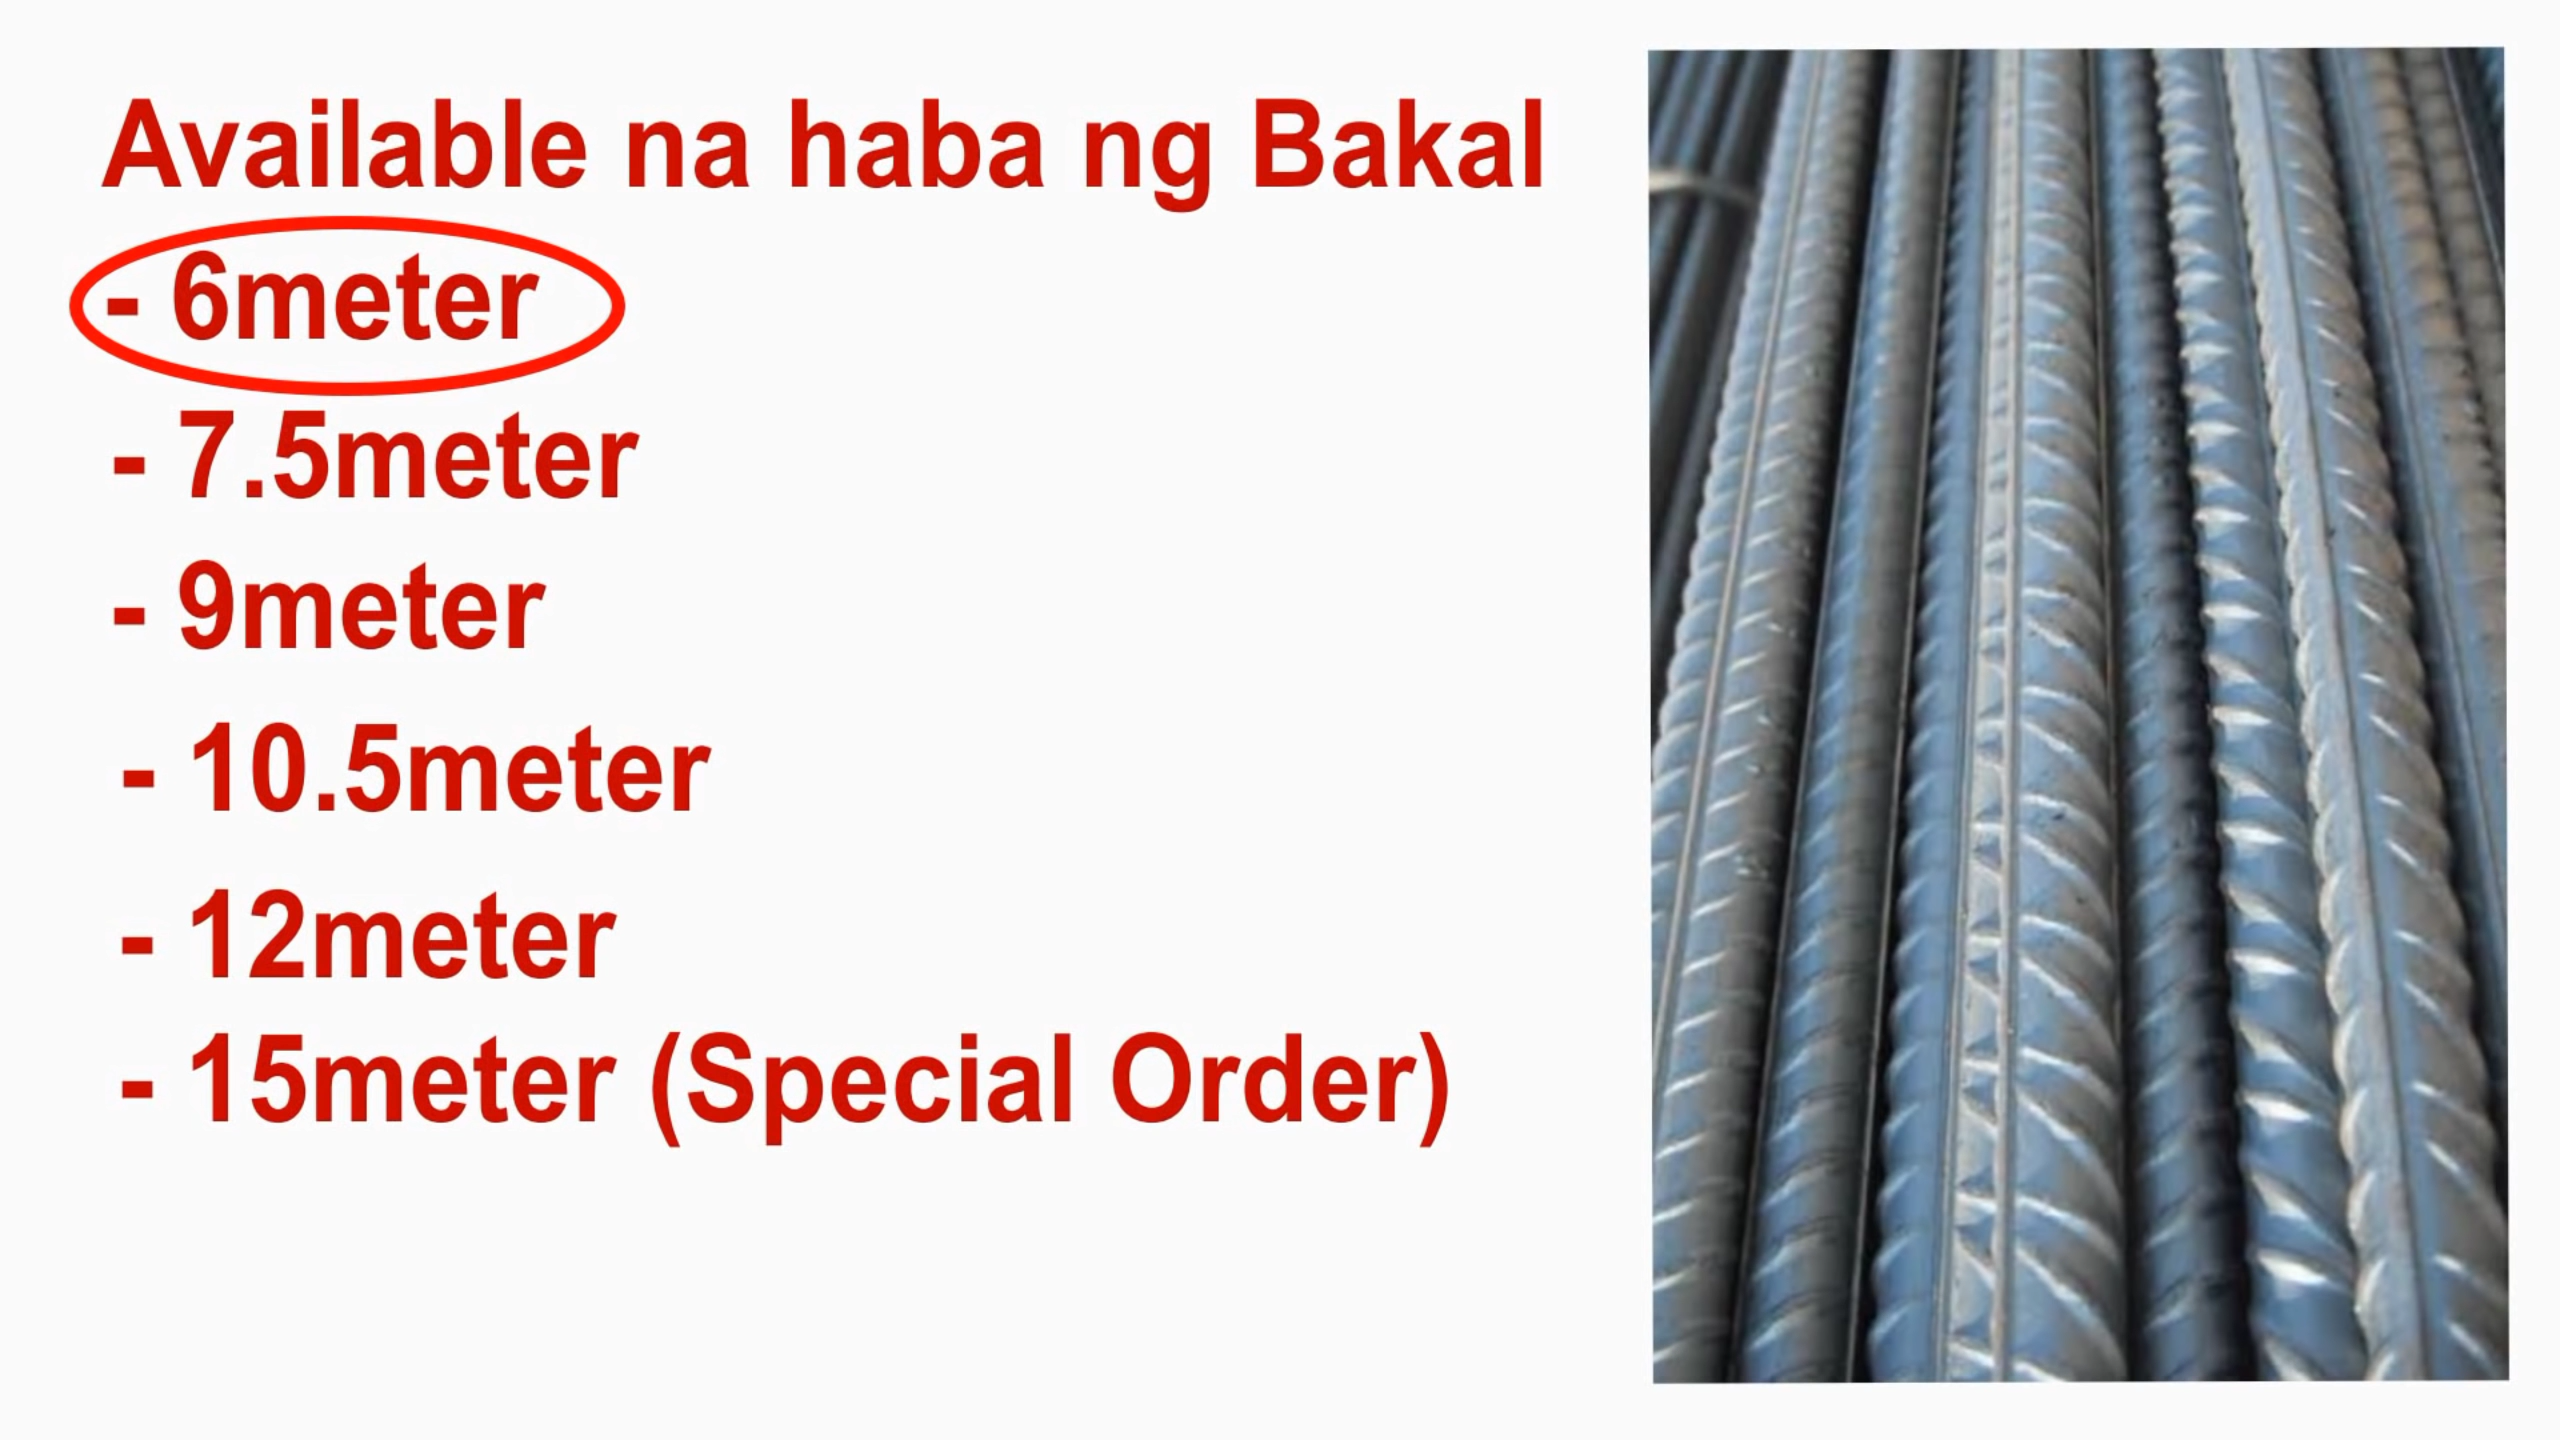 Available na haba ng Bakal
- 6meter
- 7.5meter
- 9meter
- 10.5meter
- 12meter
- 15meter (Special Order)